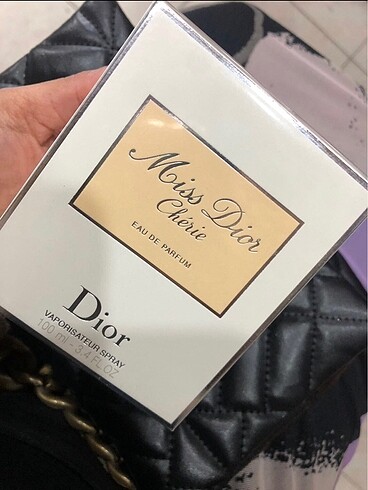 Miss Dior
Chérie
EAU DE PARFUM
Dior
VAPORISATEUR SPRAY
100 ml - 3.4 FL OZ